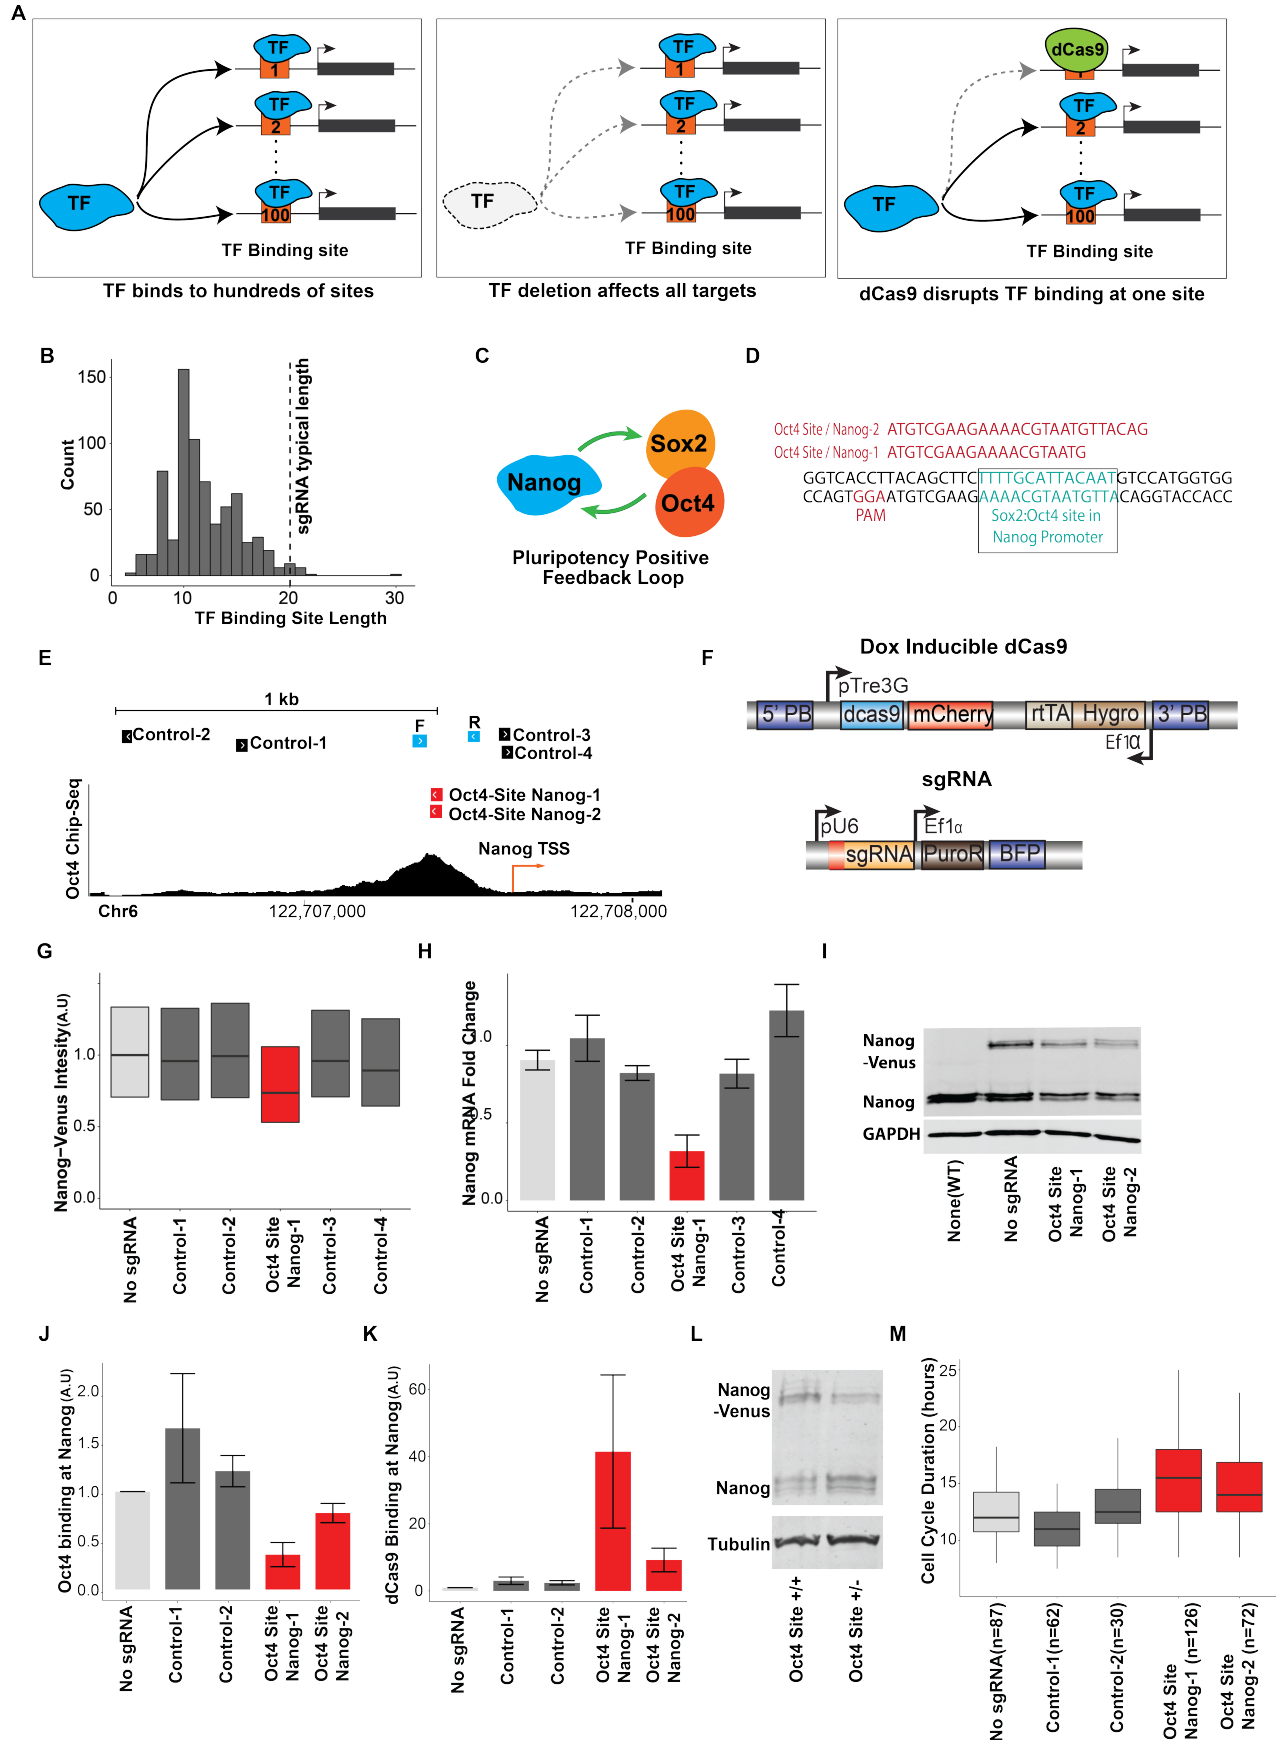 A
TF
TF
1
TF
2
TF
100
TF Binding site
TF binds to hundreds of sites
TF
TF
1
TF
2
TF
100
TF Binding site
TF deletion affects all targets
TF
dCas9
1
TF
2
TF
100
TF Binding site
dCas9 disrupts TF binding at one site
B
Count
150
100
50
0
0
10
20
30
sgRNA typical length
TF Binding Site Length
C
Nanog
Sox2
Oct4
Pluripotency Positive
Feedback Loop
D
Oct4 Site / Nanog-2 ATGTCGAAGAAAACGTAATGTTACAG
Oct4 Site / Nanog-1 ATGTCGAAGAAAACGTAATG
GGTCACCTTACAGCTTCTTTTGCATTACAATGTCCATGGTGG
CCAGTGGAATGTCGAAGAAAACGTAATGTTACAGGTACCACC
PAM
Sox2:Oct4 site in
Nanog Promoter
E
1 kb
Control-2
Control-1
F
R
Control-3
Control-4
Oct4-Site Nanog-1
Oct4-Site Nanog-2
Nanog TSS
Oct4 Chip-Seq
Chr6
122,707,000
122,708,000
F
Dox Inducible dCas9
pTre3G
5' PB
dcas9
mCherry
rtTA
Hygro
3' PB
Ef1α
sgRNA
pU6
Ef1α
sgRNA
PuroR
BFP
G
Nanog–Venus Intesity(A.U)
1.0
0.5
0.0
No sgRNA
Control-1
Control-2
Oct4 Site
Nanog-1
Control-3
Control-4
H
Nanog mRNA Fold Change
1.0
0.5
0.0
No sgRNA
Control-1
Control-2
Oct4 Site
Nanog-1
Control-3
Control-4
I
Nanog
-Venus
Nanog
GAPDH
None(WT)
No sgRNA
Oct4 Site
Nanog-1
Oct4 Site
Nanog-2
J
Oct4 binding at Nanog (A.U)
2.0
1.5
1.0
0.5
0.0
No sgRNA
Control-1
Control-2
Oct4 Site
Nanog-1
Oct4 Site
Nanog-2
K
dCas9 Binding at Nanog(A.U)
60
40
20
0
No sgRNA
Control-1
Control-2
Oct4 Site
Nanog-1
Oct4 Site
Nanog-2
L
Nanog
-Venus
Nanog
Tubulin
Oct4 Site +/+
Oct4 Site +/-
M
Cell Cycle Duration (hours)
25
20
15
10
No sgRNA(n=87)
Control-1(n=62)
Control-2(n=30)
Oct4 Site
Nanog-1 (n=126)
Oct4 Site
Nanog-2 (n=72)